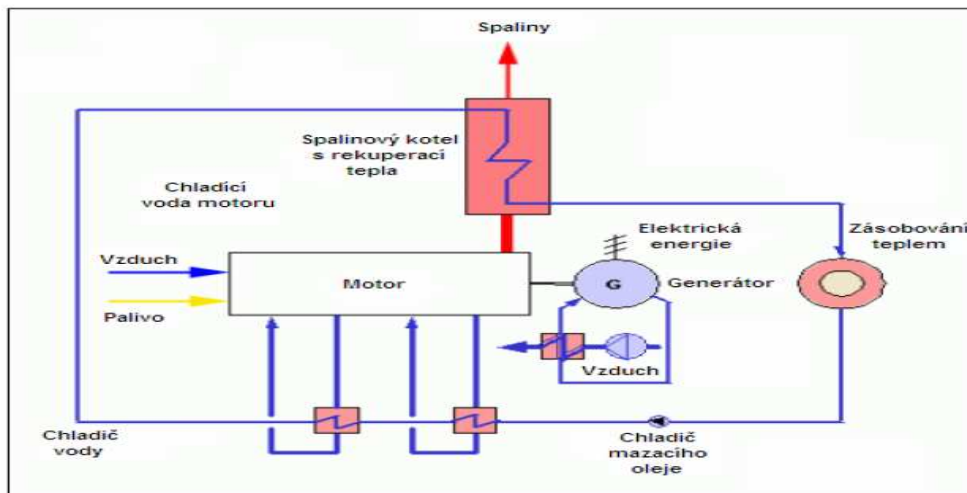 Spaliny
Spalinový kotel
s rekuperací
tepla
Chladící
voda motoru
Elektrická
energie
Zásobování
teplem
Vzduch
Motor
G
Generátor
Palivo
Vzduch
Chladič
vody
Chladič
mazacího
oleje